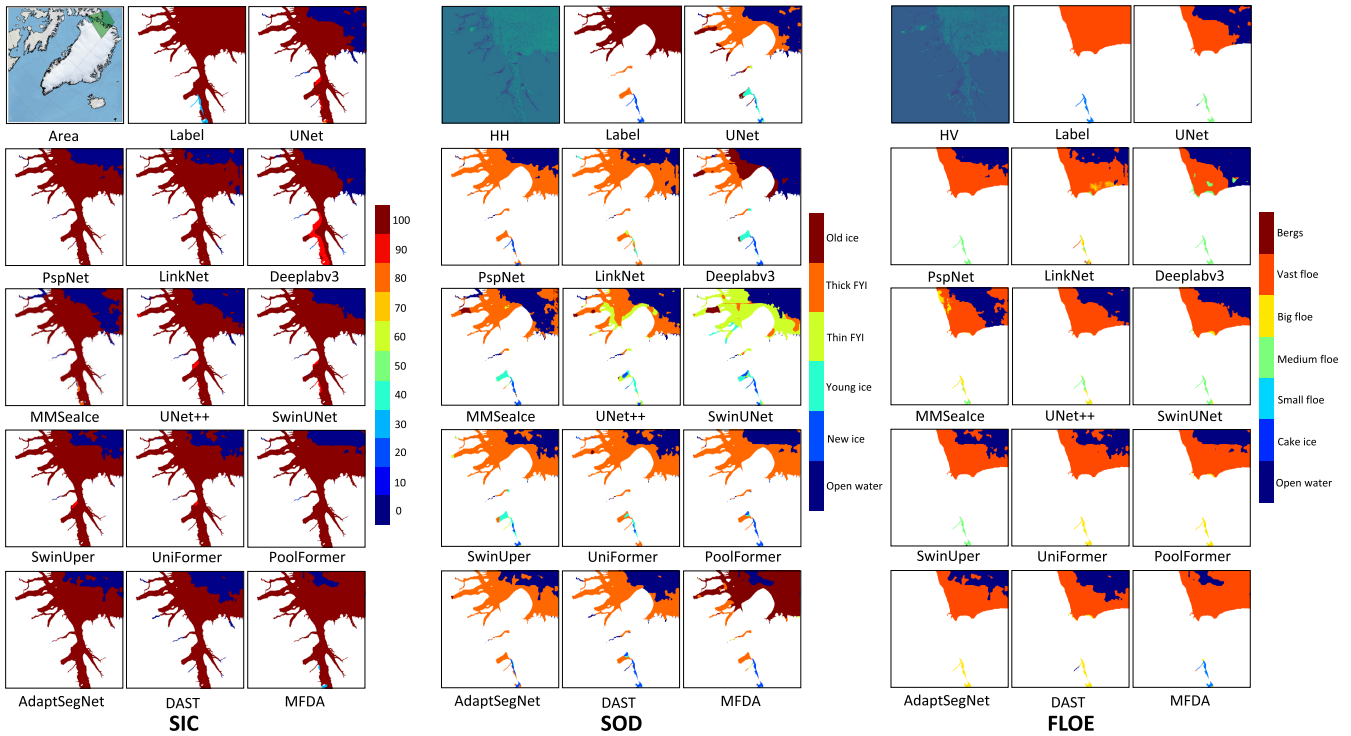 Area
Label
UNet
PspNet
LinkNet
Deeplabv3
MMSeaIce
UNet++
SwinUNet
SwinUper
UniFormer
PoolFormer
AdaptSegNet
DAST
MFDA
SIC
100
90
80
70
60
50
40
30
20
10
0
HH
Label
UNet
PspNet
LinkNet
Deeplabv3
MMSeaIce
UNet++
SwinUNet
SwinUper
UniFormer
PoolFormer
AdaptSegNet
DAST
MFDA
SOD
Old ice
Thick FYI
Thin FYI
Young ice
New ice
Open water
HV
Label
UNet
PspNet
LinkNet
Deeplabv3
MMSeaIce
UNet++
SwinUNet
SwinUper
UniFormer
PoolFormer
AdaptSegNet
DAST
MFDA
FLOE
Bergs
Vast floe
Big floe
Medium floe
Small floe
Cake ice
Open water